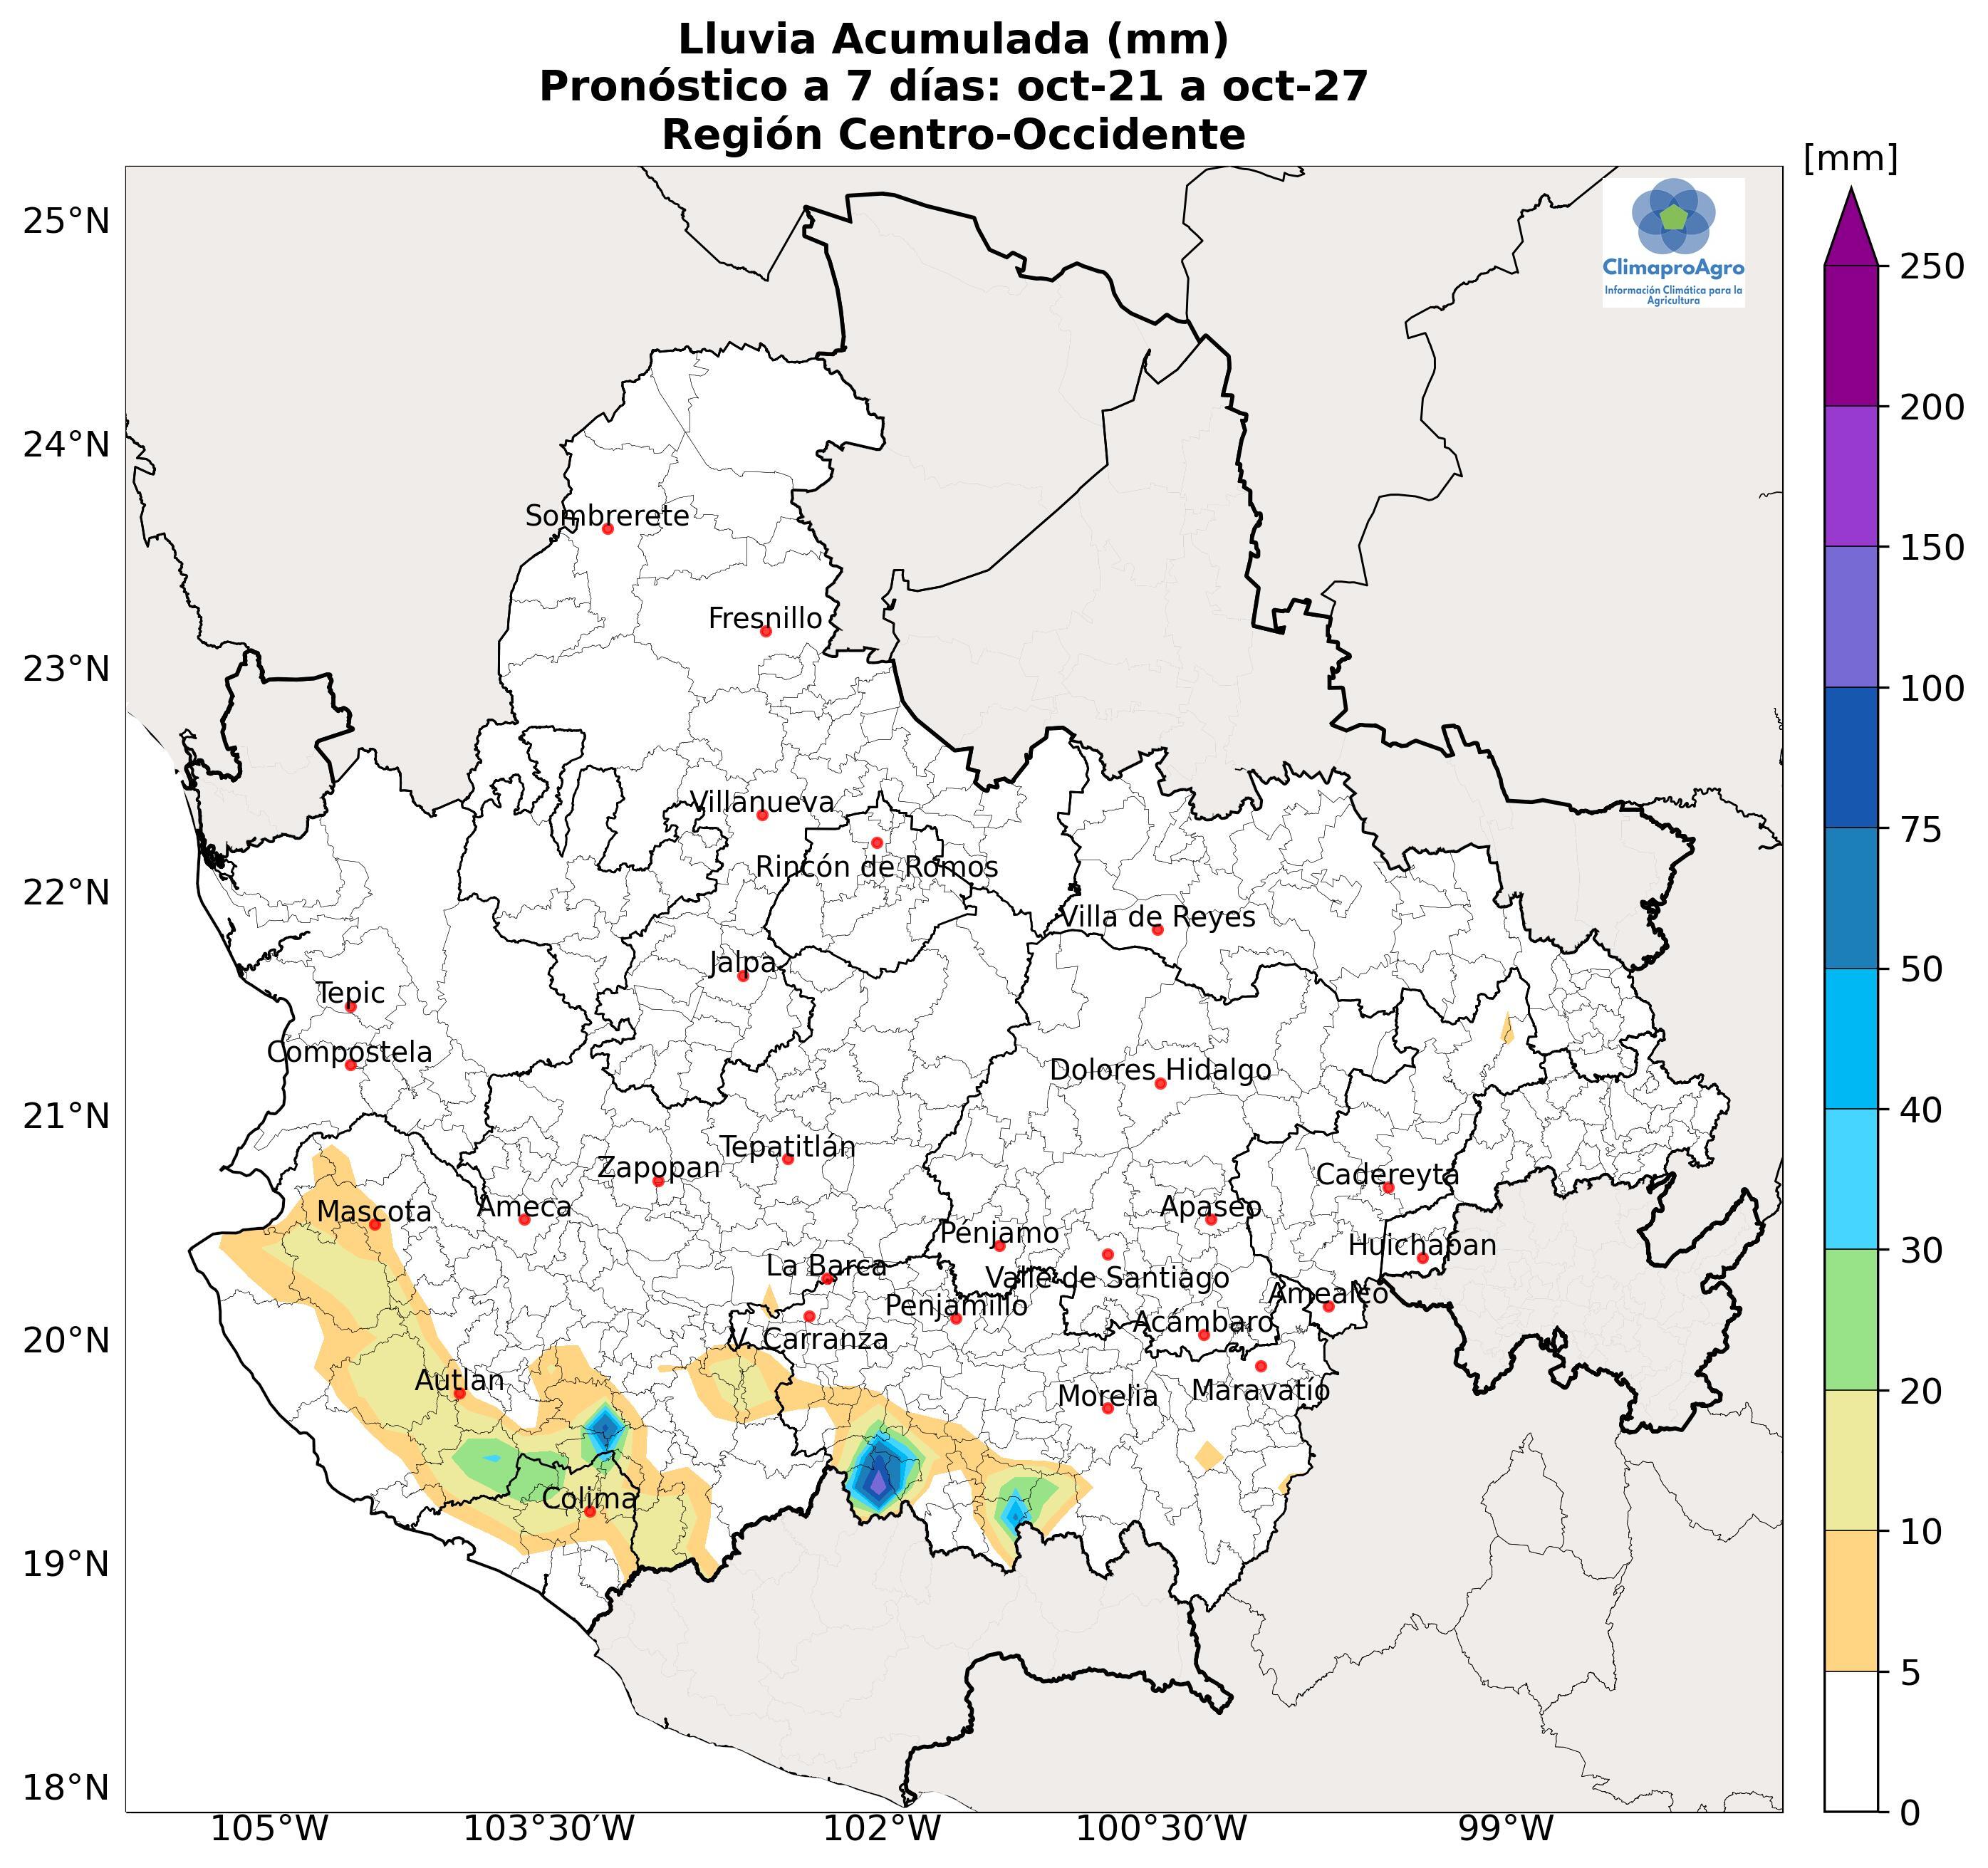 Lluvia Acumulada (mm)
Pronóstico a 7 días: oct-21 a oct-27
Región Centro-Occidente
[mm]
ClimaproAgro
Información Climática para la
Agricultura
25°N
24°N
23°N
22°N
21°N
20°N
19°N
18°N
250
200
150
100
75
50
40
30
20
10
5
0
Sombrerete
Fresnillo
Villanueva
Rincón de Romos
Villa de Reyes
Jalpa
Tepic
Compostela
Dolores Hidalgo
Tepatitlán
Zapopan
Cadereyta
Mascota
Ameca
Apaseo
Pénjamo
Huichapan
La Barca
Valle de Santiago
Amealco
Penjamillo
Acámbaro
V. Carranza
Autlan
Morelia
Maravatío
Colima
105°W
103°30'W
102°W
100°30'W
99°W